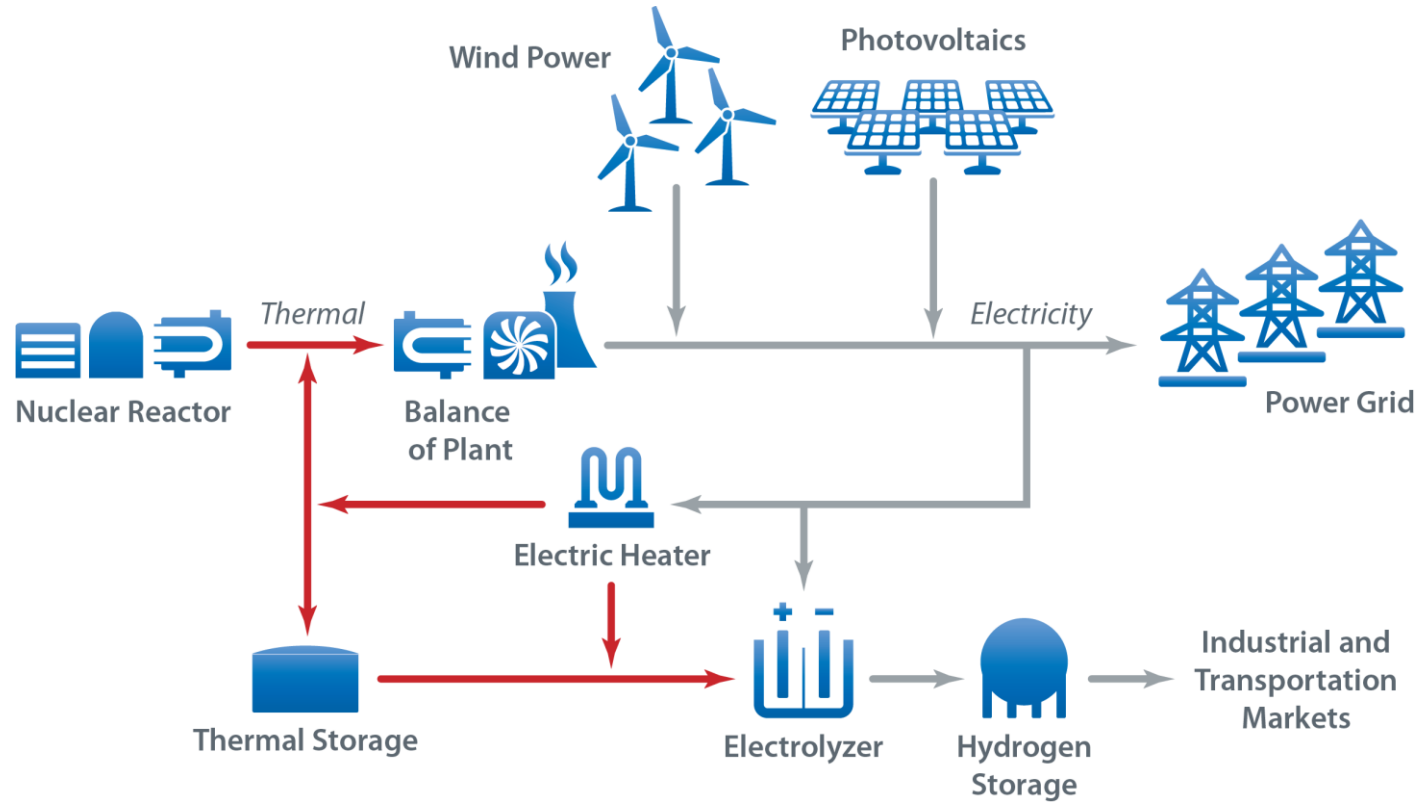 Wind Power
Photovoltaics
Thermal
Electricity
Nuclear Reactor
Balance
of Plant
Power Grid
Electric Heater
+ −
Thermal Storage
Electrolyzer
Hydrogen
Storage
Industrial and
Transportation
Markets